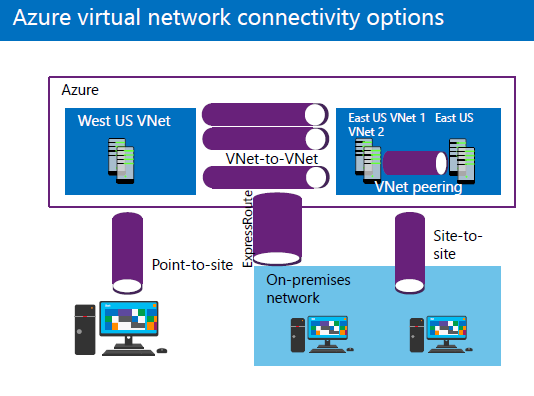 Azure virtual network connectivity options
Azure
West US VNet
East US VNet 1 East US
VNet 2
VNet-to-VNet
VNet peering
ExpressRoute
Point-to-site
Site-to-
site
On-premises
network